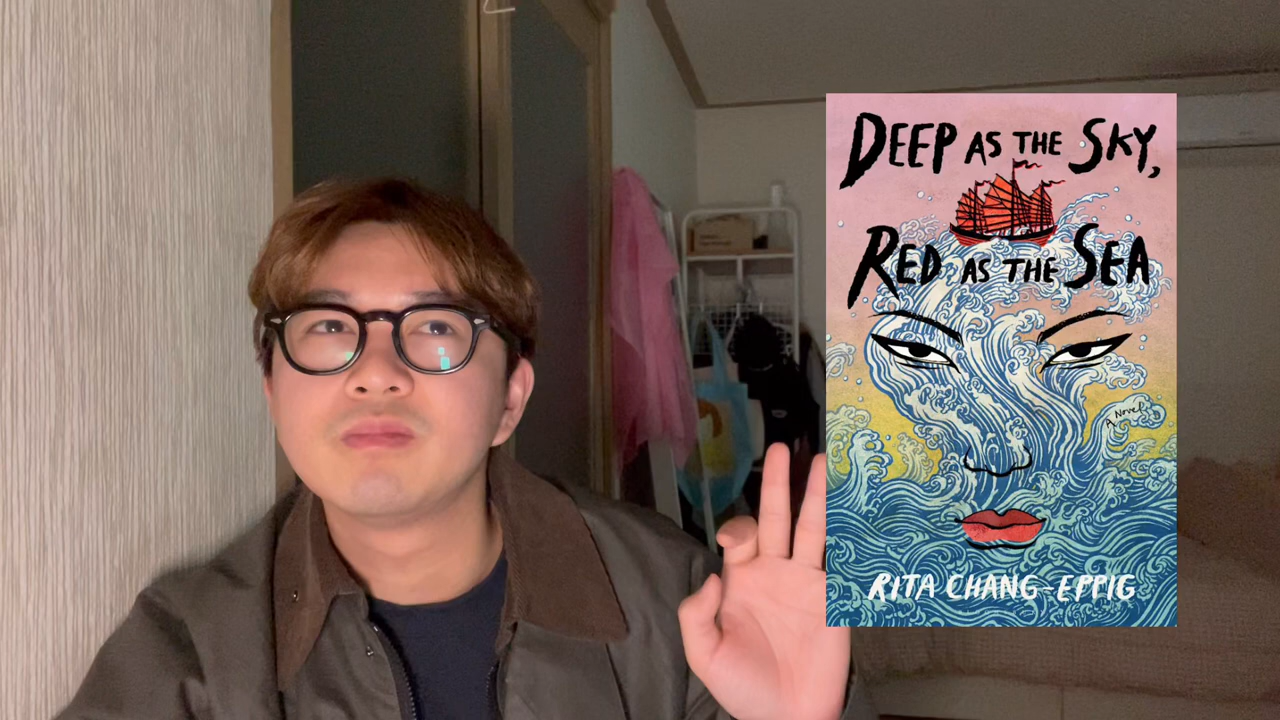 DEEP AS THE SKY,
RED AS THE SEA
A Novel
RITA CHANG-EPPIG